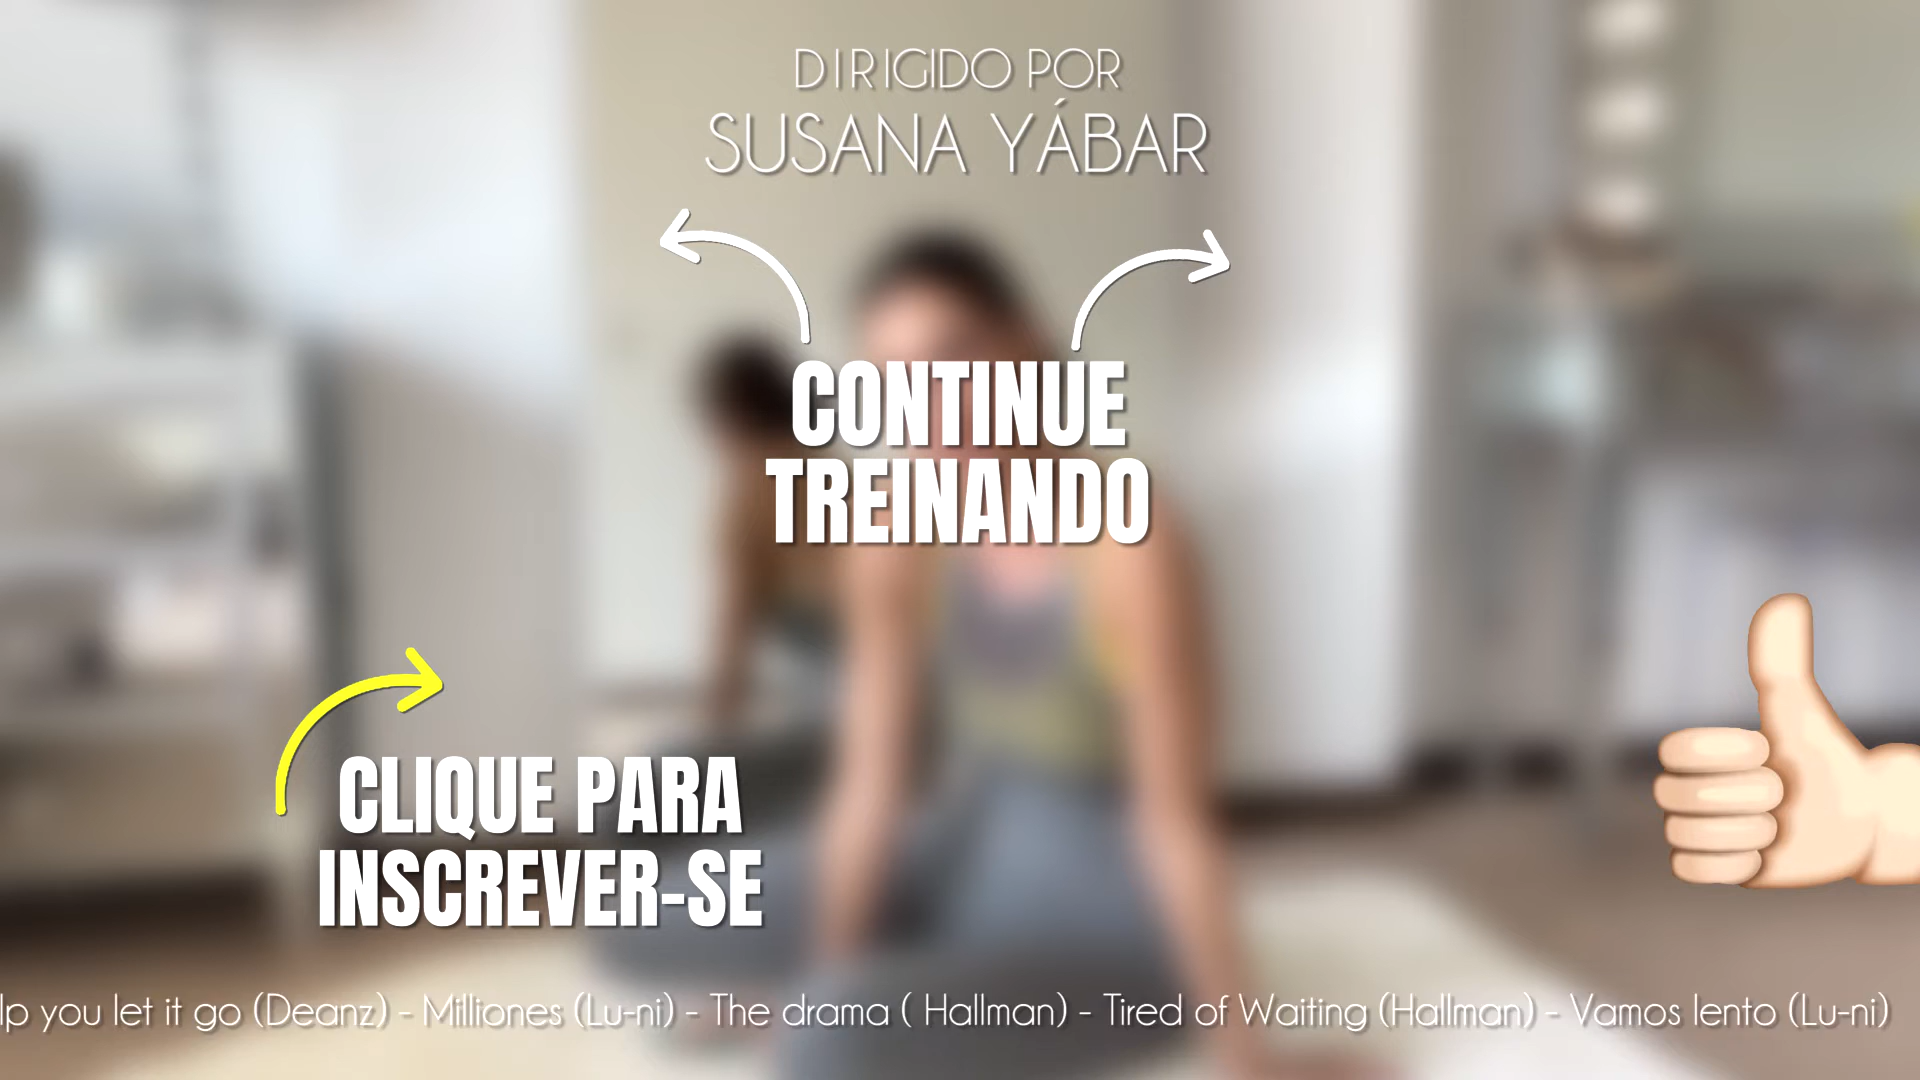 DIRIGIDO POR
SUSANA YÁBAR
CONTINUE
TREINANDO
CLIQUE PARA
INSCREVER-SE
you let it go (Deanz) - Milliones (Lu-ni) - The drama ( Hallman) - Tired of Waiting (Hallman) - Vamos lento (Lu-ni)